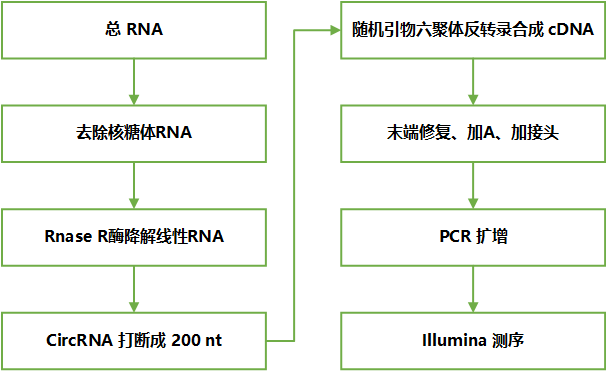 总 RNA
去除核糖体RNA
Rnase R酶降解线性RNA
CircRNA 打断成 200 nt
随机引物六聚体反转录合成 cDNA
末端修复、加A、加接头
PCR 扩增
Illumina 测序